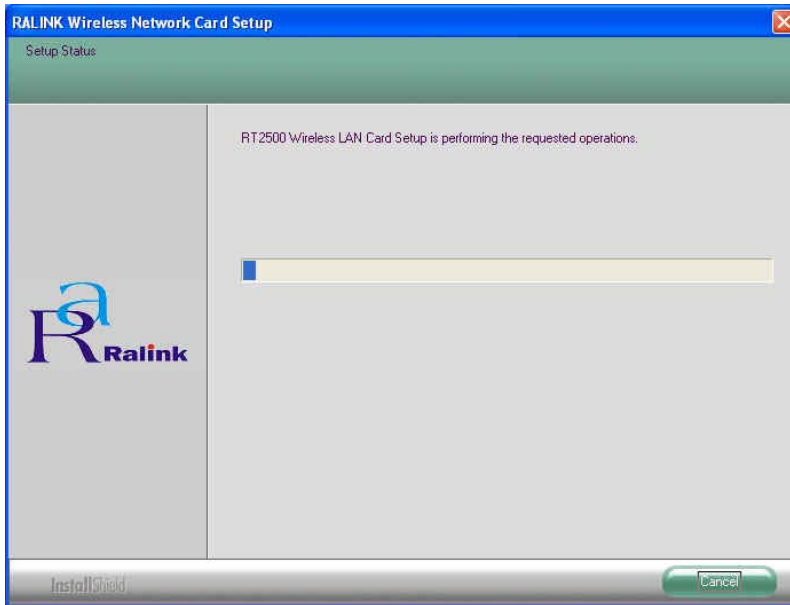 RALINK Wireless Network Card Setup
Setup Status
RT2500 Wireless LAN Card Setup is performing the requested operations.
Ra
Ralink
InstallShield
Cancel